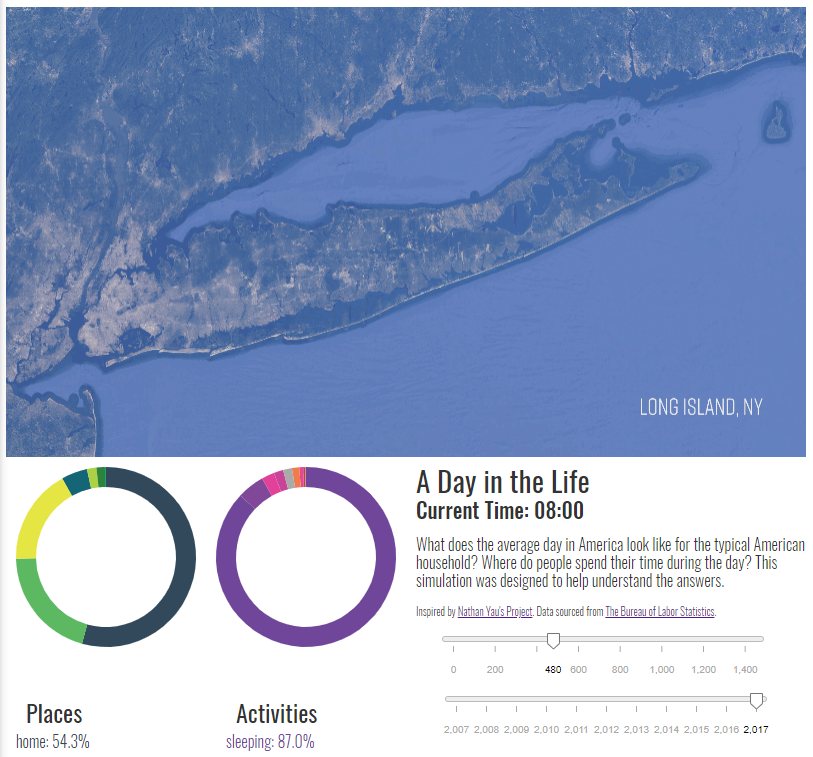 LONG ISLAND, NY
A Day in the Life
Current Time: 08:00
What does the average day in America look like for the typical American
household? Where do people spend their time during the day? This
simulation was designed to help understand the answers.
Inspired by Nathan Yau's Project. Data sourced from The Bureau of Labor Statistics.
0 200 480 600 800 1,000 1,200 1,400
2,007 2,008 2,009 2,010 2,011 2,012 2,013 2,014 2,015 2,016 2,017
Places
home: 54.3%
Activities
sleeping: 87.0%